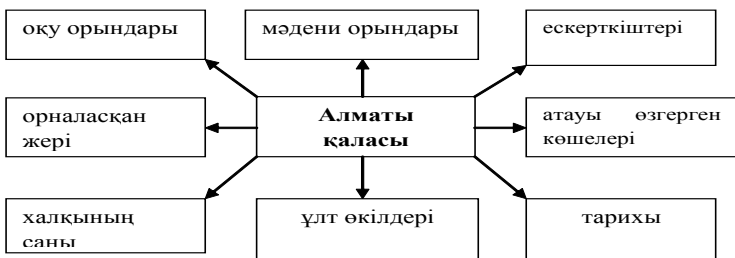 оқу орындары
мәдени орындары
ескерткіштері
орналасқан
жері
Алматы
қаласы
атауы өзгерген
көшелері
халқының
саны
ұлт өкілдері
тарихы